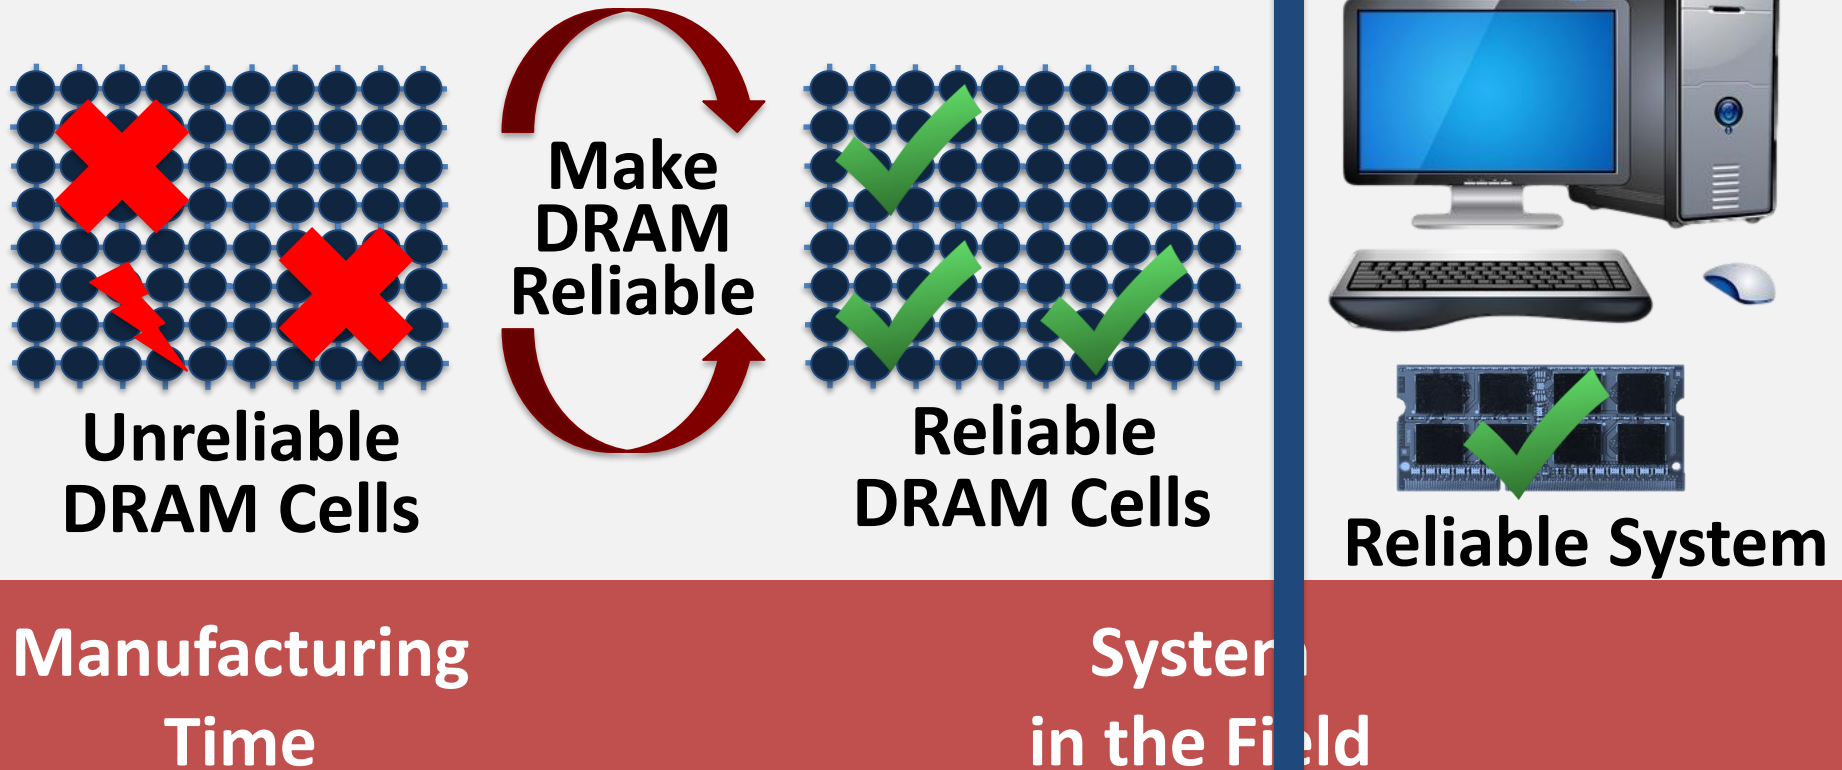 Make
DRAM
Reliable
Unreliable
DRAM Cells
Reliable
DRAM Cells
Reliable System
Manufacturing
Time
System
in the Field